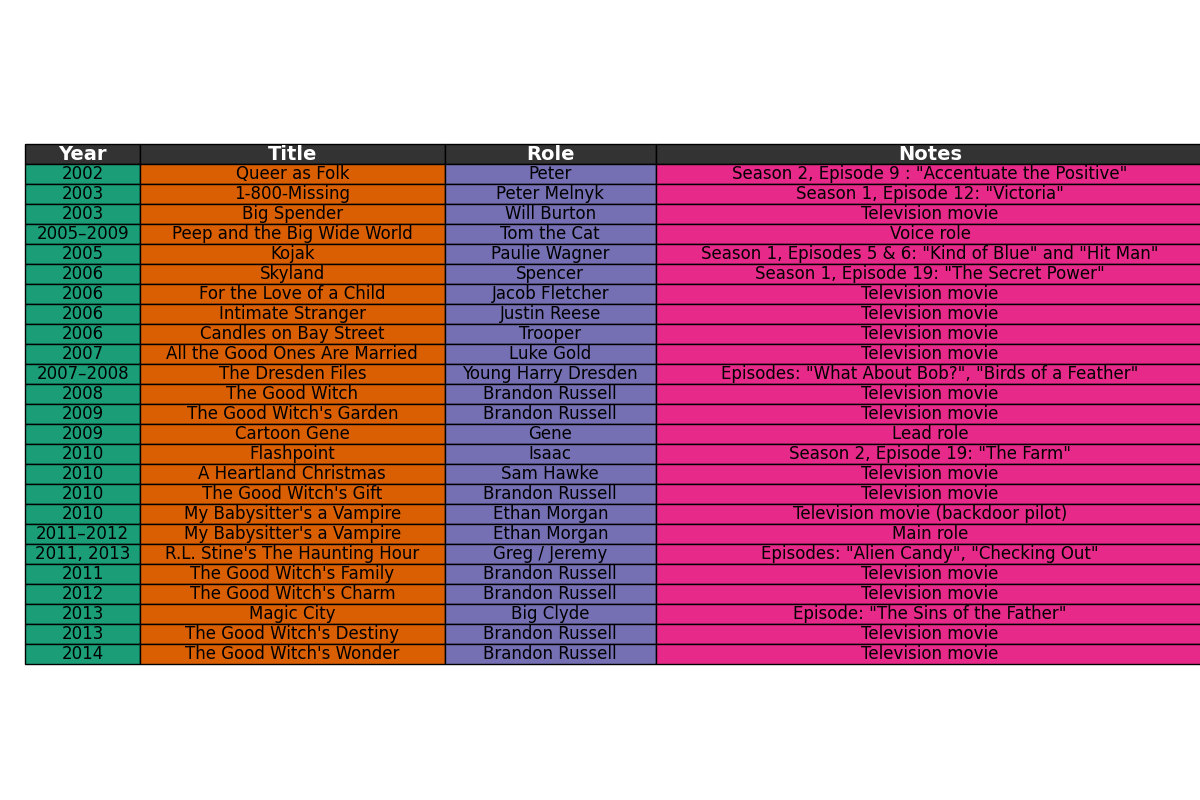 Year Title Role Notes
2002 Queer as Folk Peter Season 2, Episode 9 : "Accentuate the Positive"
2003 1-800-Missing Peter Melnyk Season 1, Episode 12: "Victoria"
2003 Big Spender Will Burton Television movie
2005–2009 Peep and the Big Wide World Tom the Cat Voice role
2005 Kojak Paulie Wagner Season 1, Episodes 5 & 6: "Kind of Blue" and "Hit Man"
2006 Skyland Spencer Season 1, Episode 19: "The Secret Power"
2006 For the Love of a Child Jacob Fletcher Television movie
2006 Intimate Stranger Justin Reese Television movie
2006 Candles on Bay Street Trooper Television movie
2007 All the Good Ones Are Married Luke Gold Television movie
2007–2008 The Dresden Files Young Harry Dresden Episodes: "What About Bob?", "Birds of a Feather"
2008 The Good Witch Brandon Russell Television movie
2009 The Good Witch's Garden Brandon Russell Television movie
2009 Cartoon Gene Gene Lead role
2010 Flashpoint Isaac Season 2, Episode 19: "The Farm"
2010 A Heartland Christmas Sam Hawke Television movie
2010 The Good Witch's Gift Brandon Russell Television movie
2010 My Babysitter's a Vampire Ethan Morgan Television movie (backdoor pilot)
2011–2012 My Babysitter's a Vampire Ethan Morgan Main role
2011, 2013 R.L. Stine's The Haunting Hour Greg / Jeremy Episodes: "Alien Candy", "Checking Out"
2011 The Good Witch's Family Brandon Russell Television movie
2012 The Good Witch's Charm Brandon Russell Television movie
2013 Magic City Big Clyde Episode: "The Sins of the Father"
2013 The Good Witch's Destiny Brandon Russell Television movie
2014 The Good Witch's Wonder Brandon Russell Television movie